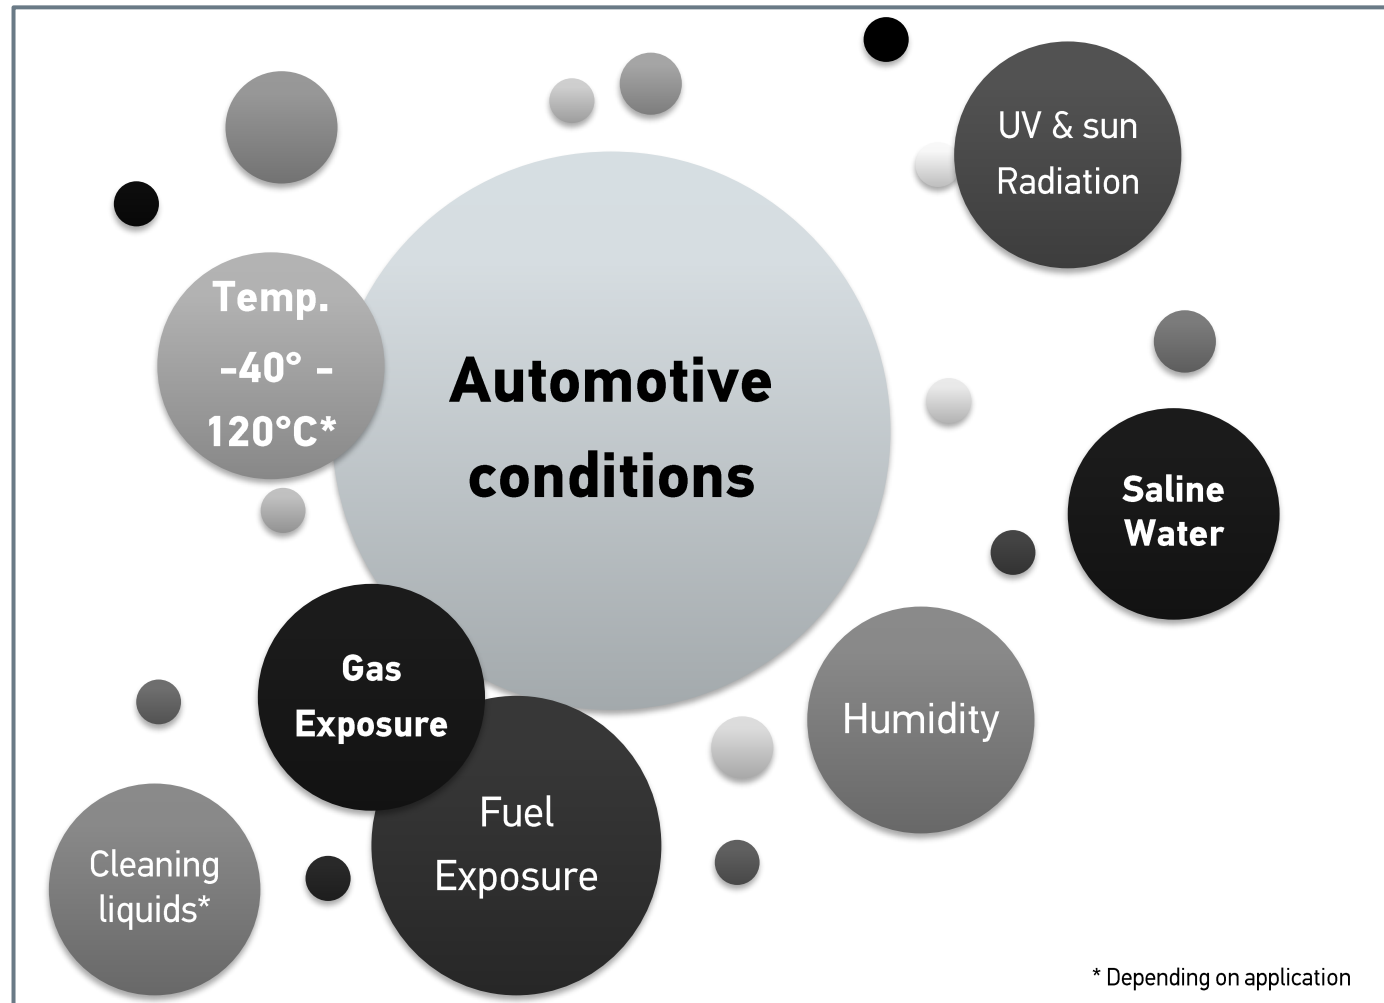 UV & sun
Radiation
Temp.
-40° -
120°C*
Automotive
conditions
Saline
Water
Gas
Exposure
Humidity
Fuel
Exposure
Cleaning
liquids*
* Depending on application